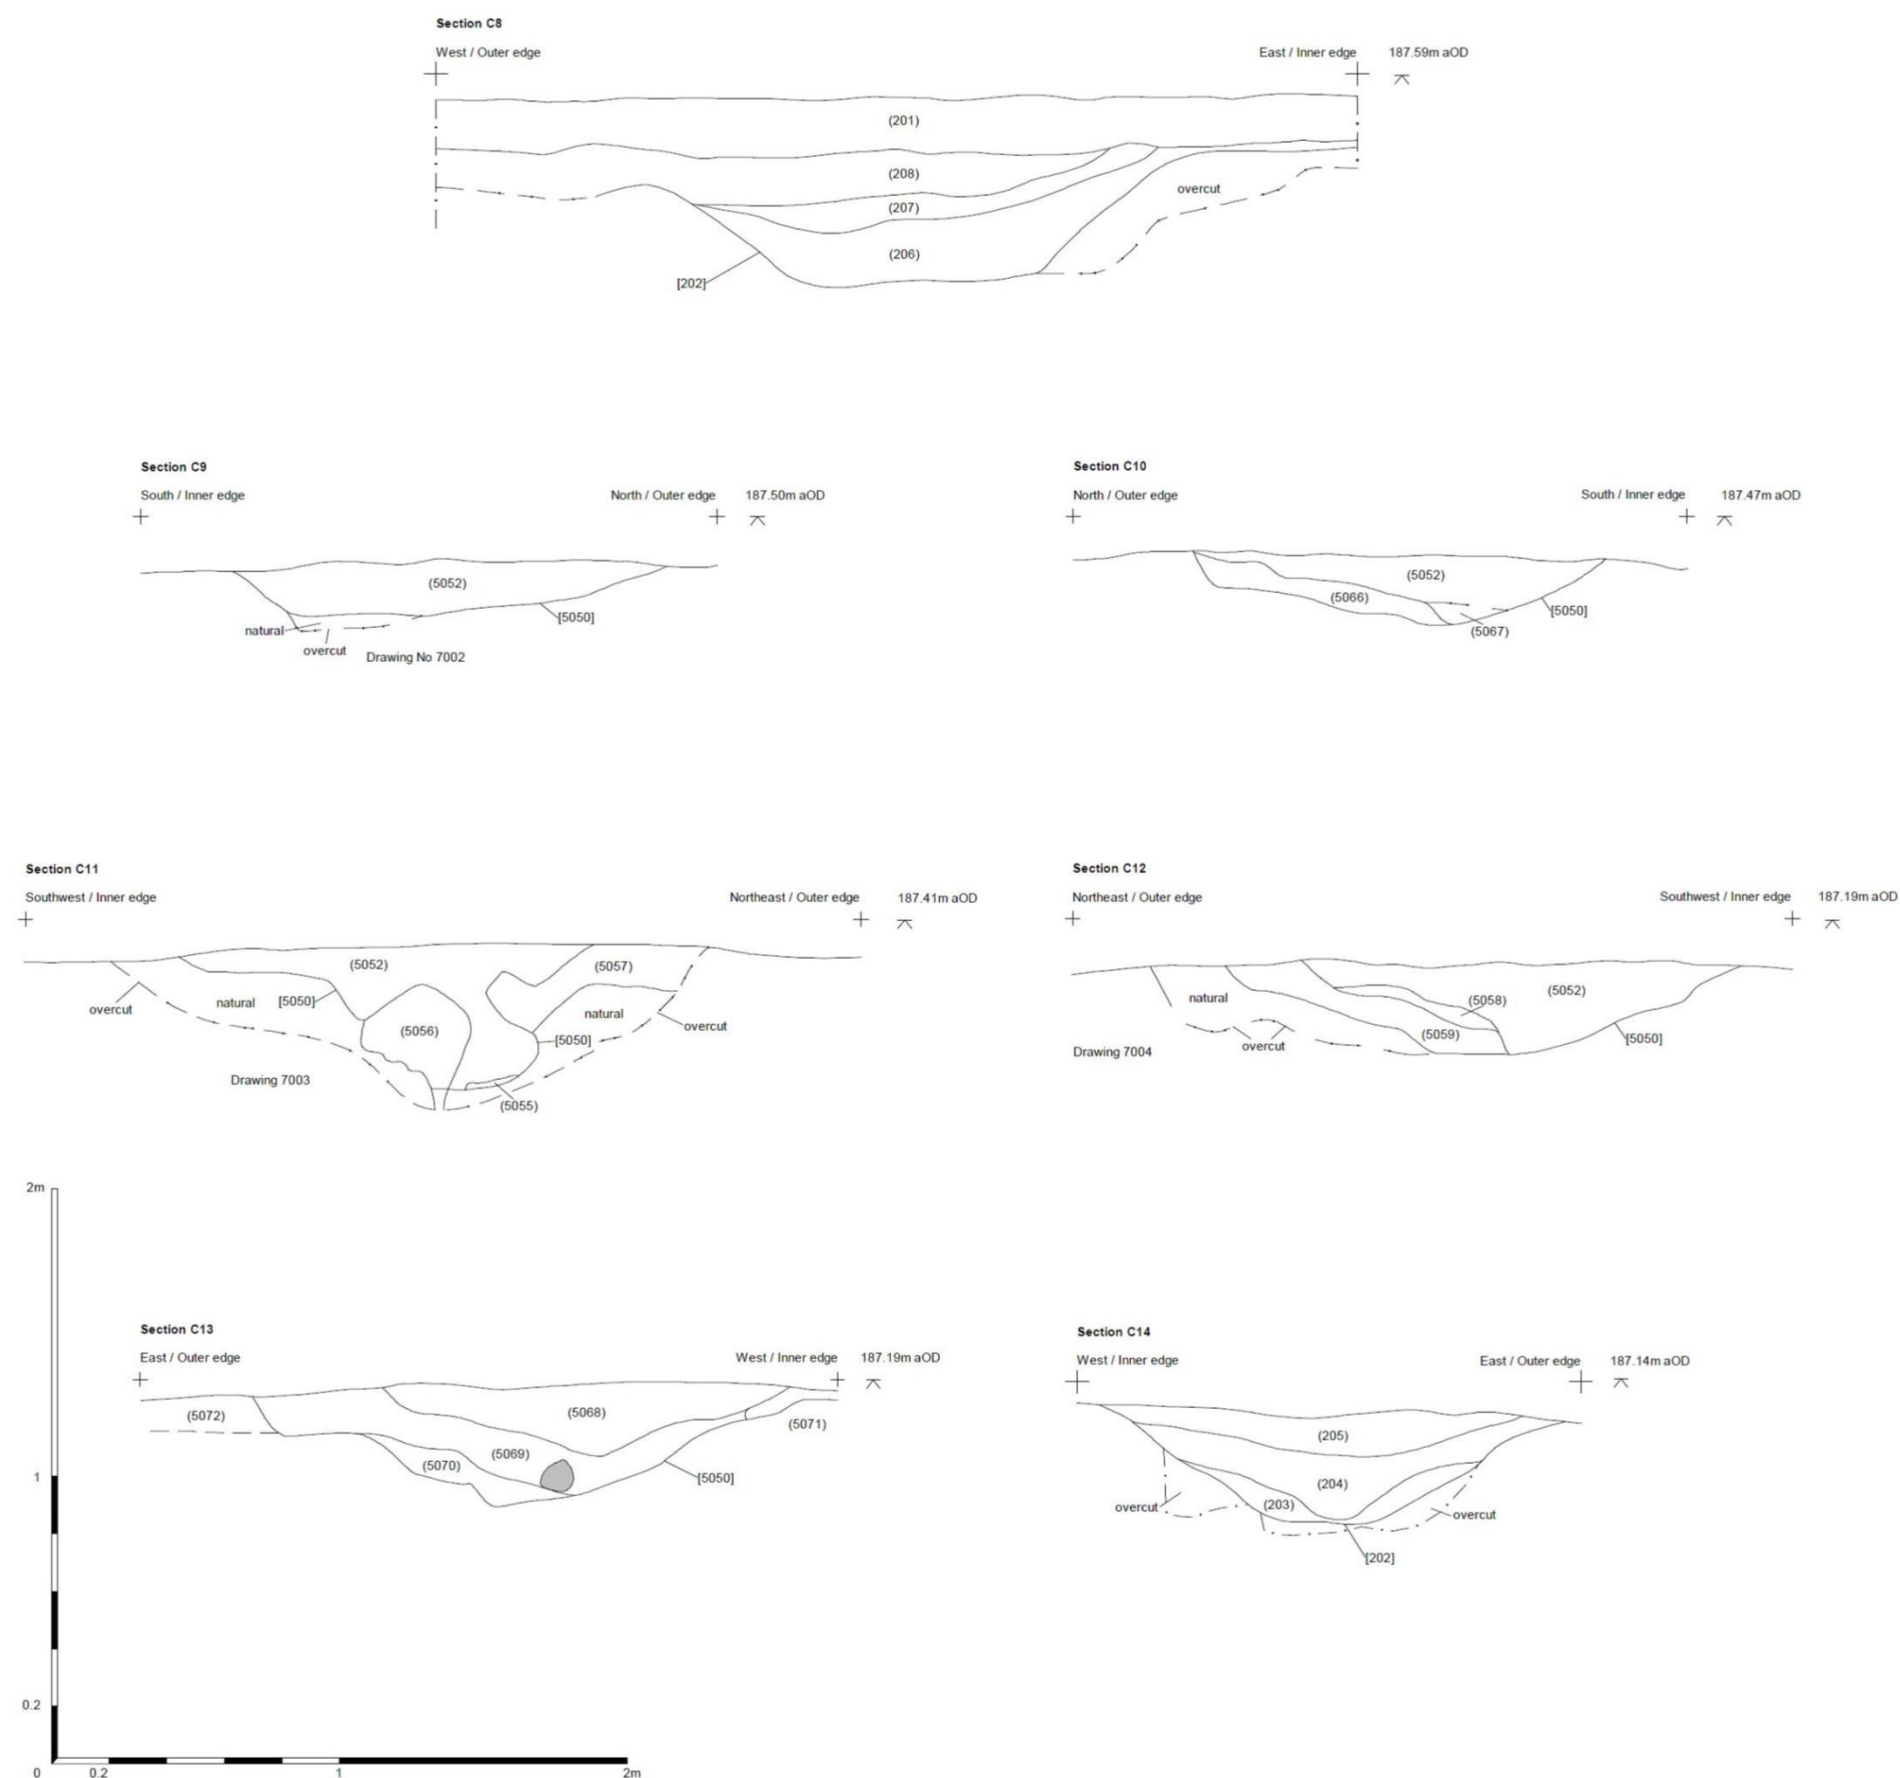 Section C8
West / Outer edge
East / Inner edge
187.59m aOD
(201)
(208)
overcut
(207)
(206)
[202]
Section C9
South / Inner edge
North / Outer edge
187.50m aOD
(5052)
[5050]
natural
overcut
Drawing No 7002
Section C10
North / Outer edge
South / Inner edge
187.47m aOD
(5052)
(5066)
[5050]
(5067)
Section C11
Southwest / Inner edge
Northeast / Outer edge
187.41m aOD
(5052)
(5057)
natural
[5050]
overcut
natural
(5056)
overcut
[5050]
Drawing 7003
(5055)
Section C12
Northeast / Outer edge
Southwest / Inner edge
187.19m aOD
natural
(5058)
(5052)
(5059)
[5050]
overcut
Drawing 7004
2m
1
0.2
0
0.2
1
2m
Section C13
East / Outer edge
West / Inner edge
187.19m aOD
(5072)
(5068)
(5071)
(5069)
(5070)
[5050]
Section C14
West / Inner edge
East / Outer edge
187.14m aOD
(205)
(204)
(203)
overcut
overcut
[202]